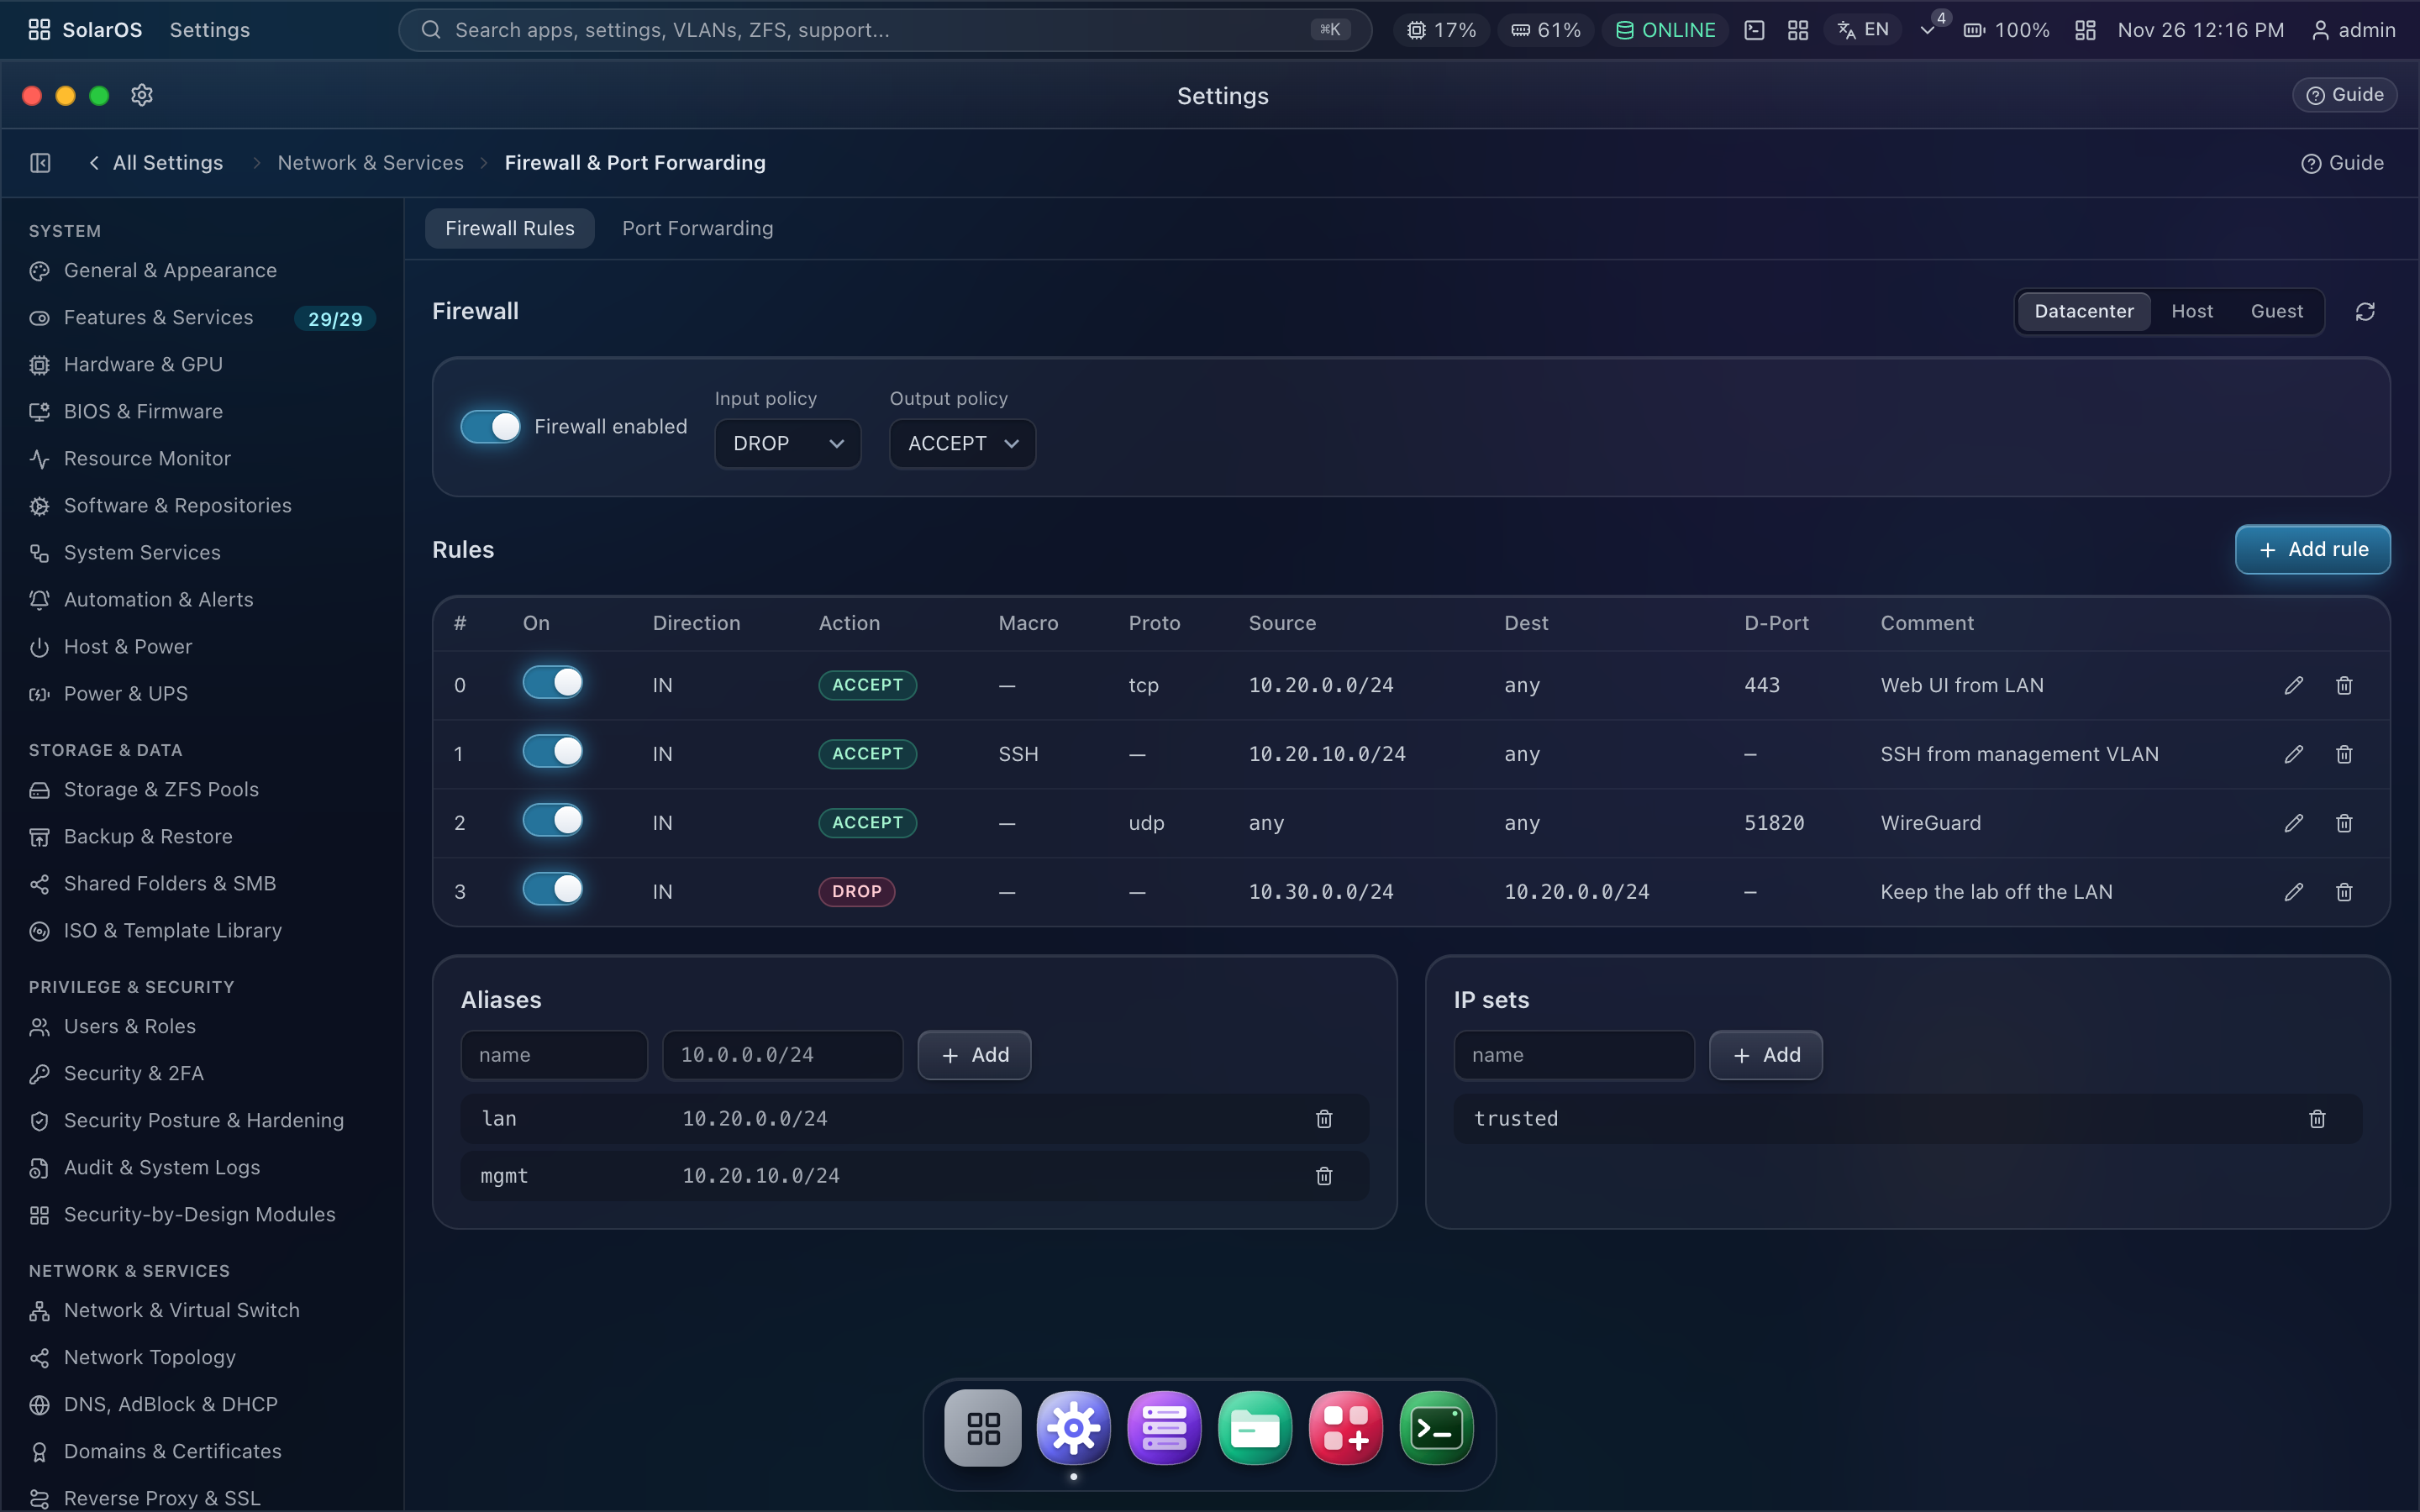 SolarOS Settings Search apps, settings, VLANs, ZFS, support... ⌘K 17% 61% ONLINE EN 4 100% Nov 26 12:16 PM admin
Settings Guide
All Settings Network & Services Firewall & Port Forwarding Guide
SYSTEM
General & Appearance
Features & Services 29/29
Hardware & GPU
BIOS & Firmware
Resource Monitor
Software & Repositories
System Services
Automation & Alerts
Host & Power
Power & UPS
STORAGE & DATA
Storage & ZFS Pools
Backup & Restore
Shared Folders & SMB
ISO & Template Library
PRIVILEGE & SECURITY
Users & Roles
Security & 2FA
Security Posture & Hardening
Audit & System Logs
Security-by-Design Modules
NETWORK & SERVICES
Network & Virtual Switch
Network Topology
DNS, AdBlock & DHCP
Domains & Certificates
Reverse Proxy & SSL
Firewall Rules Port Forwarding
Firewall Datacenter Host Guest
Input policy Output policy
Firewall enabled DROP ACCEPT
Rules + Add rule
# On Direction Action Macro Proto Source Dest D-Port Comment
0 IN ACCEPT — tcp 10.20.0.0/24 any 443 Web UI from LAN
1 IN ACCEPT SSH — 10.20.10.0/24 any — SSH from management VLAN
2 IN ACCEPT — udp any any 51820 WireGuard
3 IN DROP — — 10.30.0.0/24 10.20.0.0/24 — Keep the lab off the LAN
Aliases
name 10.0.0.0/24 + Add
lan 10.20.0.0/24
mgmt 10.20.10.0/24
IP sets
name + Add
trusted